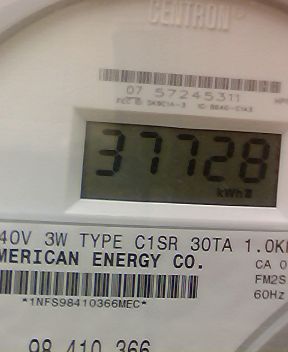 CENTRON®
07 57245311
37728
kWh
40V 3W TYPE C1SR 30TA 1.0K
MERICAN ENERGY CO.
CA 0
FM2S
60Hz
*1NFS98410366MEC*
98 410 366